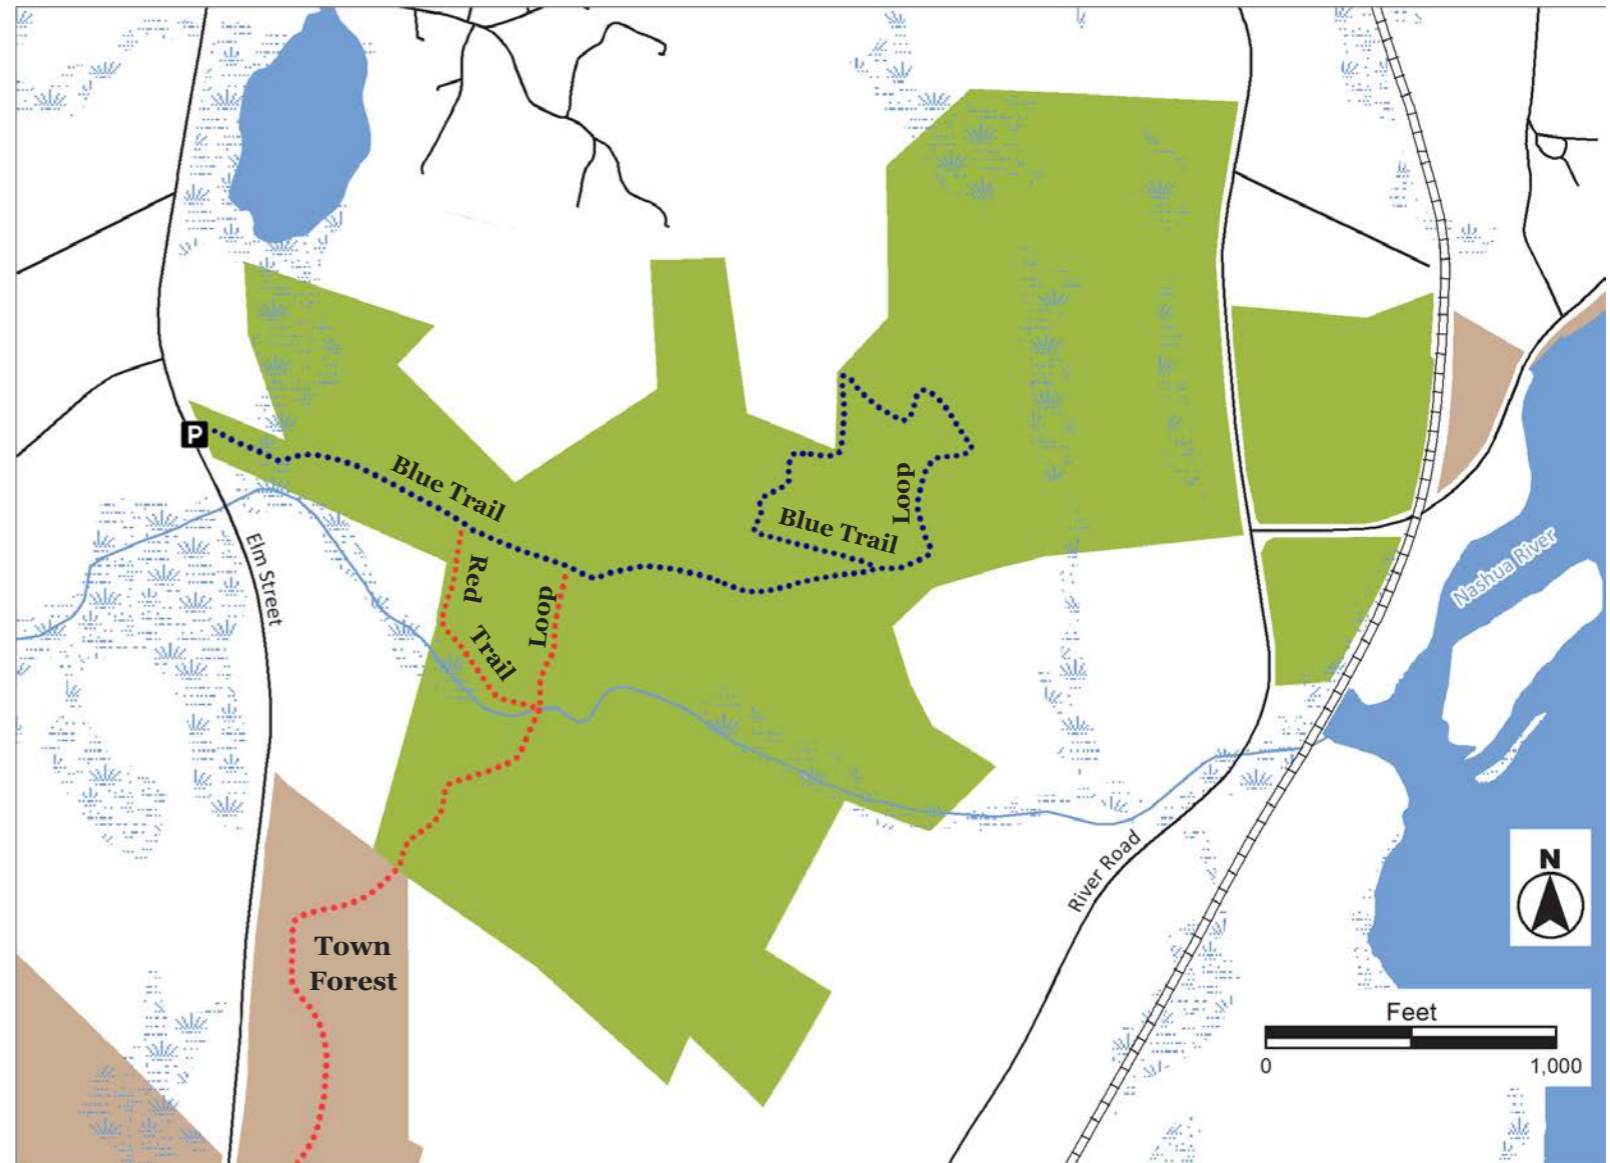 P
Blue Trail
Blue Trail
Loop
Red
Trail
Loop
Elm Street
Nashua River
River Road
Town
Forest
N
Feet
0
1,000